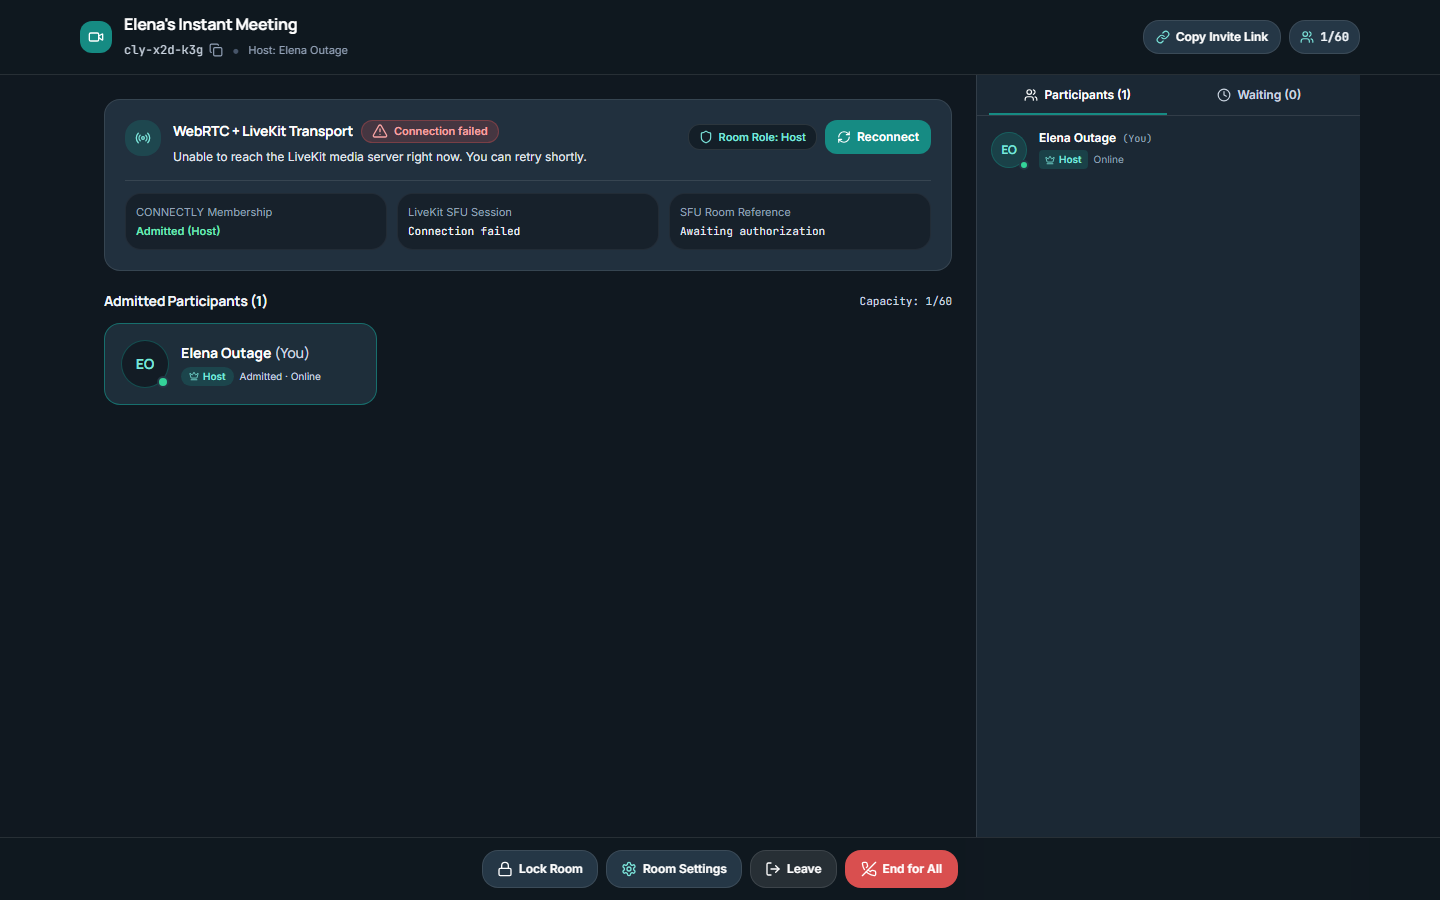 Elena's Instant Meeting
cly-x2d-k3g Host: Elena Outage
Copy Invite Link
1/60
WebRTC + LiveKit Transport Connection failed
Unable to reach the LiveKit media server right now. You can retry shortly.
Room Role: Host
Reconnect
CONNECTLY Membership
Admitted (Host)
LiveKit SFU Session
Connection failed
SFU Room Reference
Awaiting authorization
Admitted Participants (1)
Capacity: 1/60
EO
Elena Outage (You)
Host Admitted · Online
Participants (1)
Waiting (0)
EO
Elena Outage (You)
Host Online
Lock Room
Room Settings
Leave
End for All